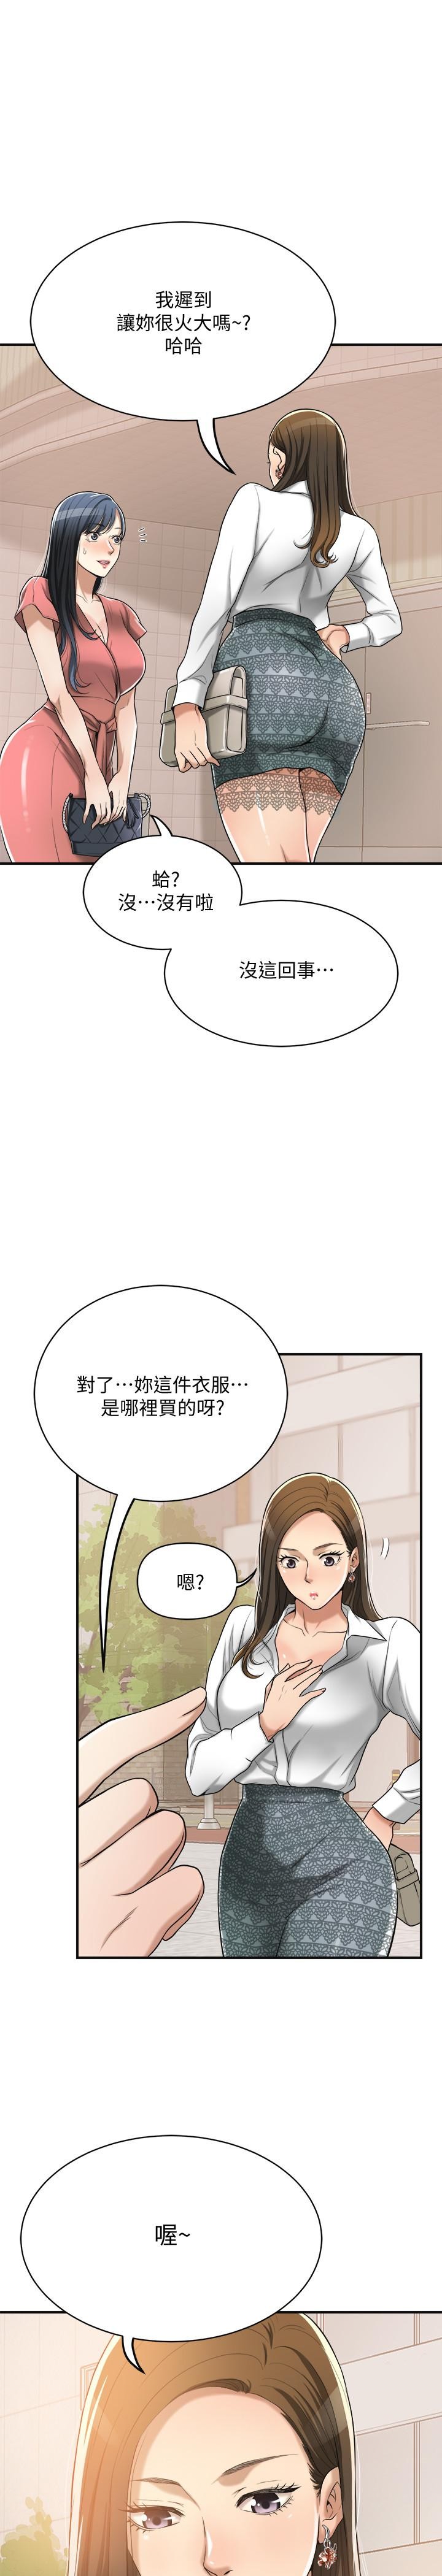 我遲到
讓妳很火大嗎~?
哈哈
蛤?
沒⋯沒有啦
沒這回事⋯
對了⋯妳這件衣服⋯
是哪裡買的呀?
嗯?
喔~